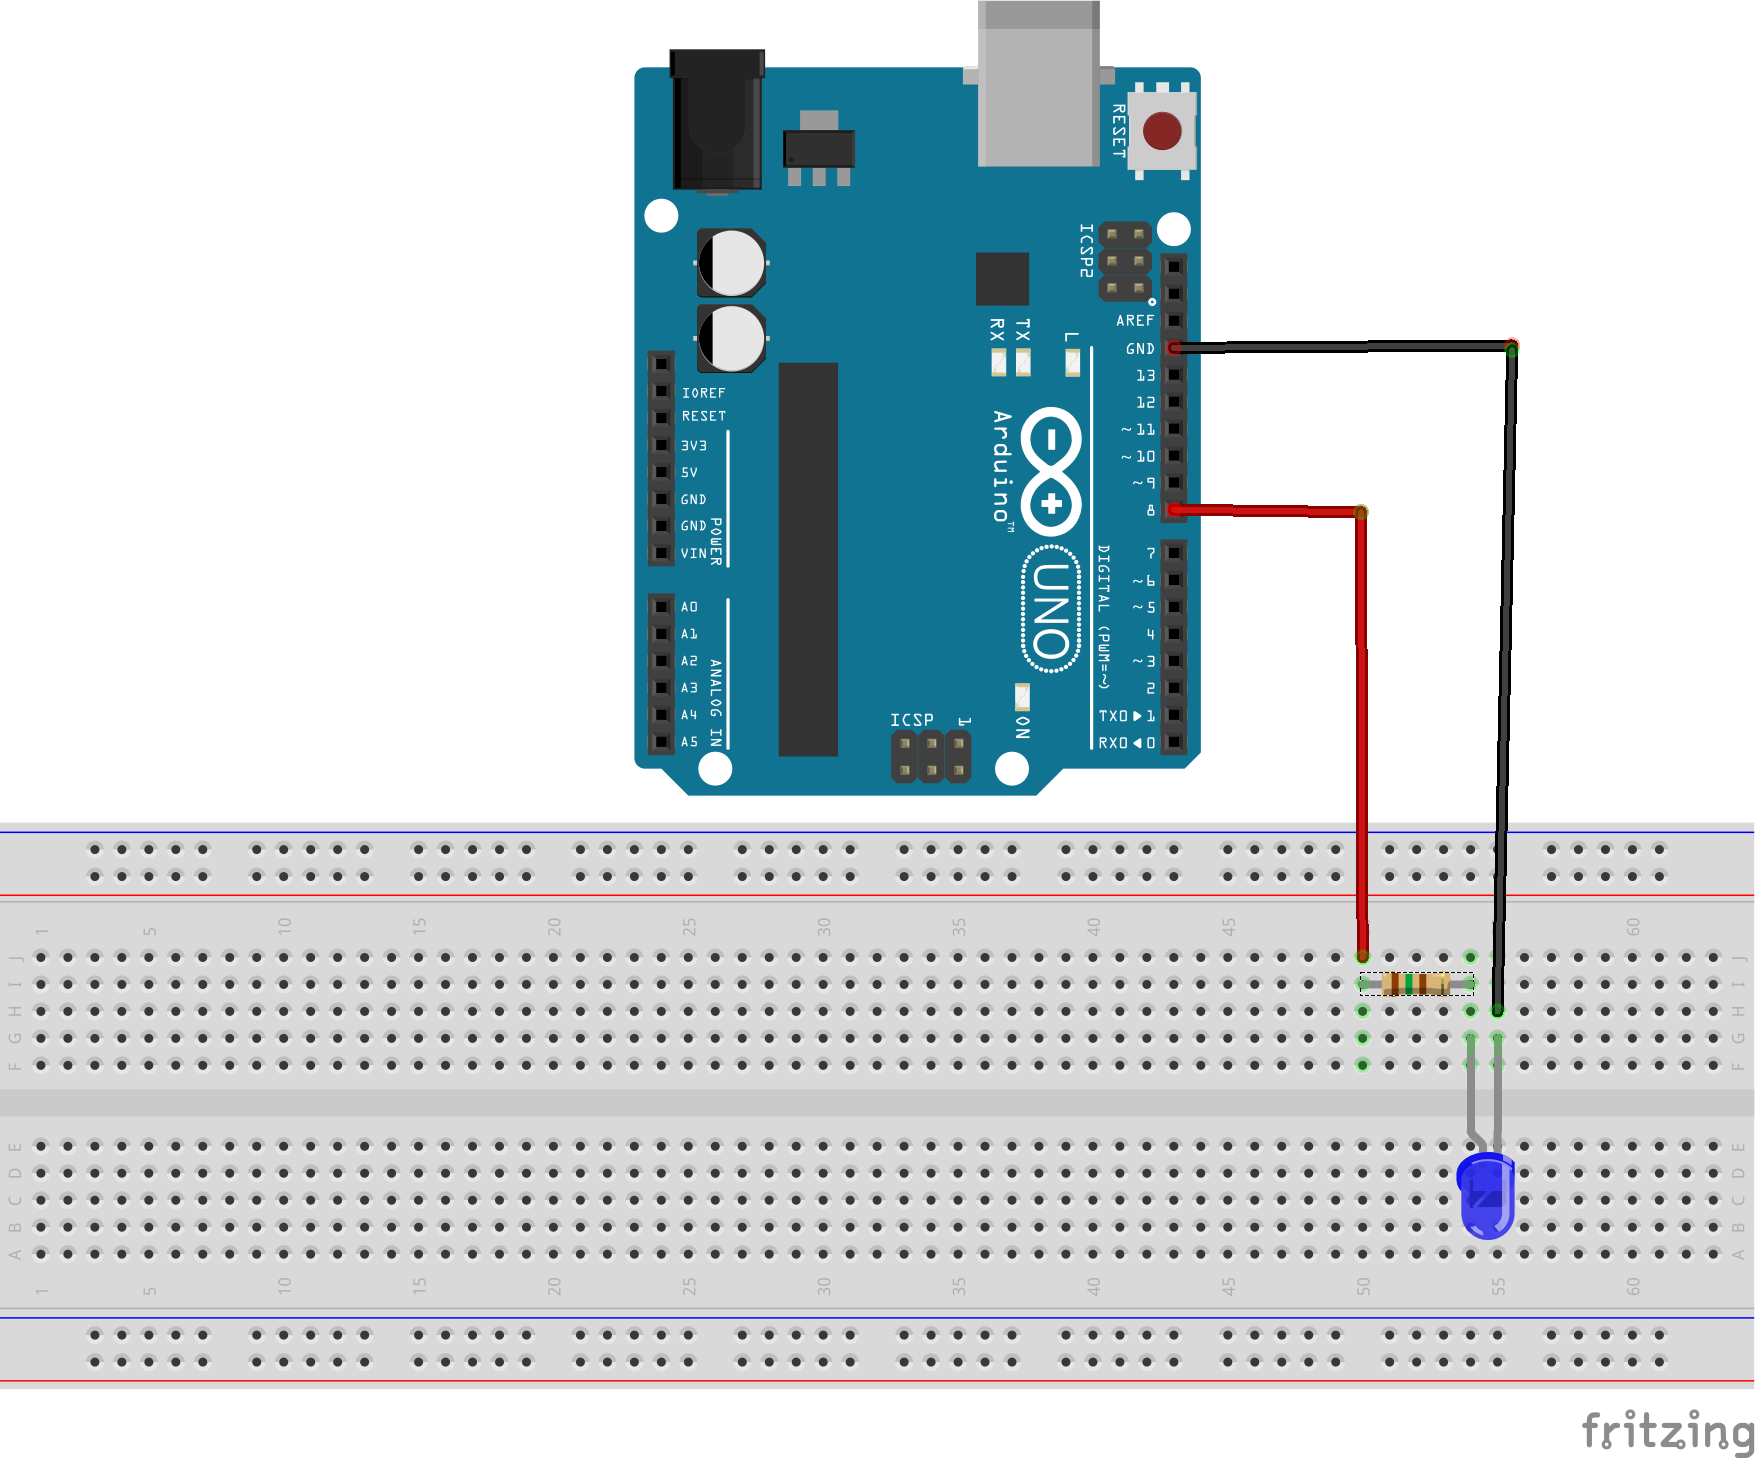 RESET
ICSP2
AREF
GND
13
12
~11
~10
~9
8
7
~6
~5
4
~3
2
TX0▶1
RX0◀0
DIGITAL (PWM=~)
RX
TX
L
Arduino™
UNO
ON
ICSP
1
IOREF
RESET
3V3
5V
GND
GND
VIN
POWER
A0
A1
A2
A3
A4
A5
ANALOG IN
1 5 10 15 20 25 30 35 40 45 60
J J
I I
H H
G G
F F
E E
D D
C C
B B
A A
1 5 10 15 20 25 30 35 40 45 50 55 60
fritzing